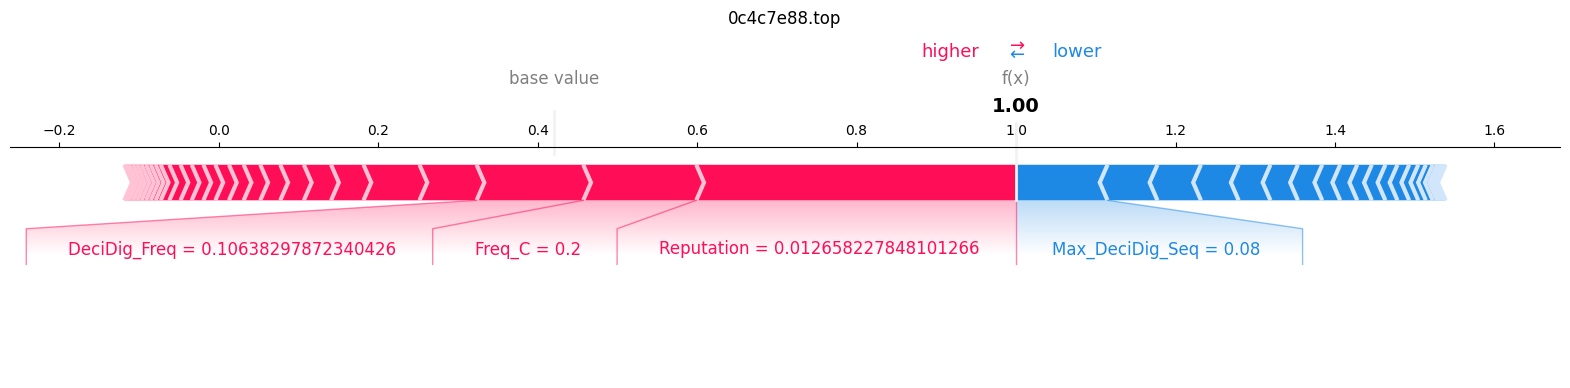 0c4c7e88.top
higher ⇄ lower
base value f(x)
1.00
−0.2 0.0 0.2 0.4 0.6 0.8 1.0 1.2 1.4 1.6
DeciDig_Freq = 0.10638297872340426 Freq_C = 0.2 Reputation = 0.012658227848101266 Max_DeciDig_Seq = 0.08